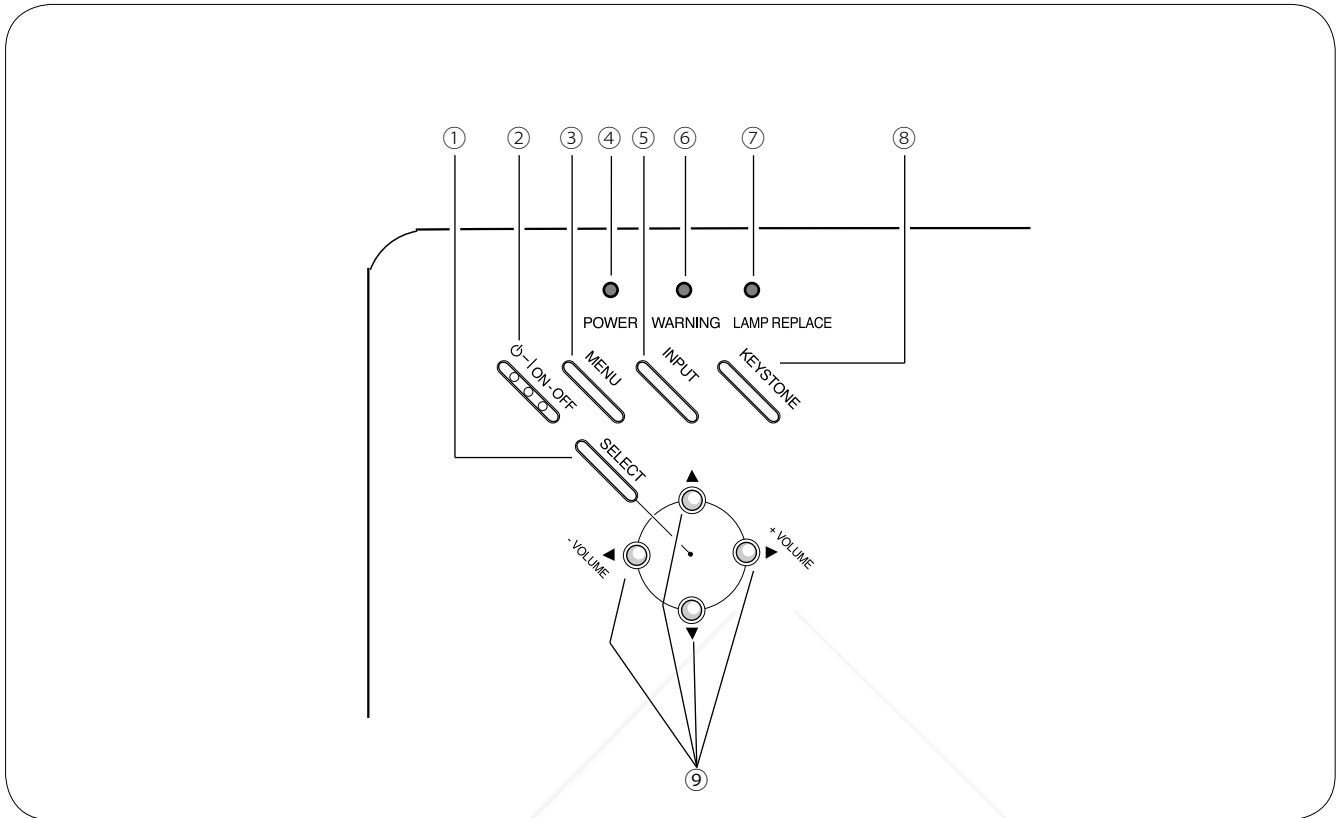 ① ② ③ ④ ⑤ ⑥ ⑦ ⑧
POWER WARNING LAMP REPLACE
⏻–| ON-OFF
MENU
INPUT
KEYSTONE
SELECT
▲
- VOLUME ◀
▶ + VOLUME
▼
⑨